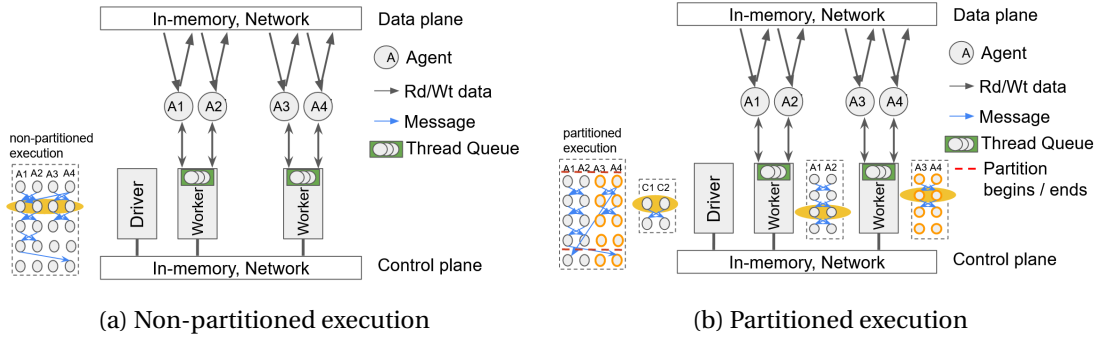 In-memory, Network
Data plane
A
Agent
Rd/Wt data
Message
Thread Queue
A1
A2
A3
A4
non-partitioned
execution
A1 A2 A3 A4
Driver
Worker
Worker
In-memory, Network
Control plane
(a) Non-partitioned execution
In-memory, Network
Data plane
A
Agent
Rd/Wt data
Message
Thread Queue
Partition
begins / ends
A1
A2
A3
A4
partitioned
execution
A1 A2 A3 A4
C1 C2
Driver
Worker
A1 A2
Worker
A3 A4
In-memory, Network
Control plane
(b) Partitioned execution